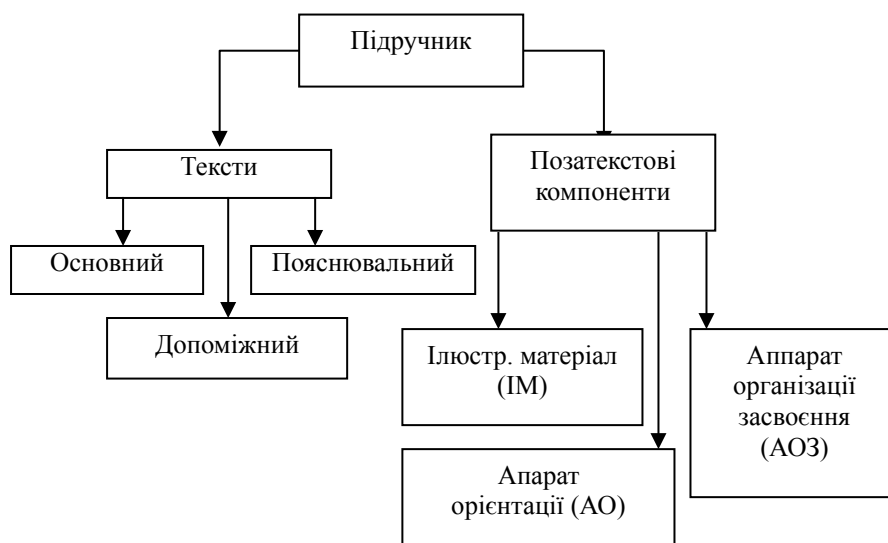 Підручник
Тексти
Позатекстові
компоненти
Основний
Пояснювальний
Допоміжний
Ілюстр. матеріал
(ІМ)
Аппарат
організації
засвоєння
(АОЗ)
Апарат
орієнтації (АО)